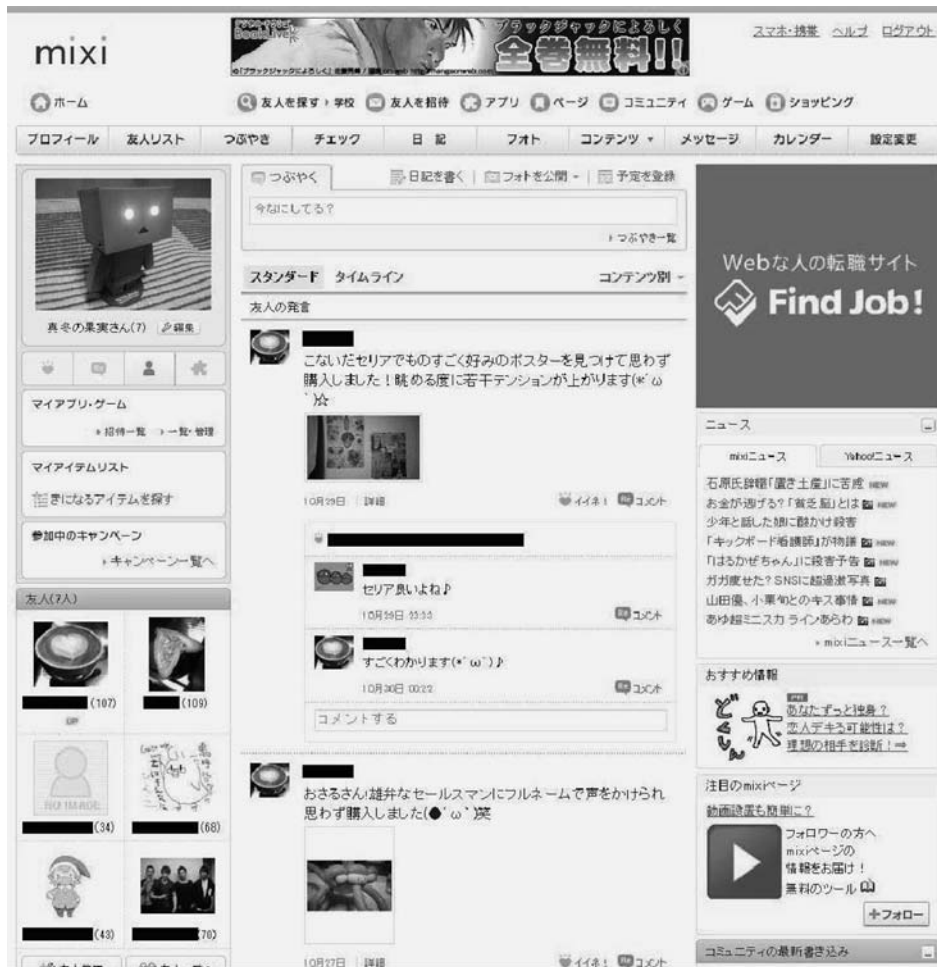 mixi
BookLive
ブラックジャックによろしく
全巻無料!!
スマホ・携帯 ヘルプ ログアウト
ホーム
友人を探す 学校 友人を招待 アプリ ページ コミュニティ ゲーム ショッピング
プロフィール 友人リスト つぶやき チェック 日記 フォト コンテンツ メッセージ カレンダー 設定変更
つぶやく 日記を書く フォトを公開 予定を登録
今なにしてる?
つぶやき一覧
真冬の果実さん(7) 編集
マイアプリ・ゲーム
招待一覧 一覧・管理
マイアイテムリスト
きになるアイテムを探す
参加中のキャンペーン
キャンペーン一覧へ
友人(7人)
(107)
(109)
UP
NO IMAGE
(34)
(68)
(43)
(70)
スタンダード タイムライン コンテンツ別
友人の発言
こないだセリアでものすごく好みのポスターを見つけて思わず
購入しました!眺める度に若干テンションが上がります(*´ω
`)☆
10月29日 詳細 イイネ! コメント
セリア良いよね♪
10月29日 コメント
すごくわかります(*´ω`)♪
10月30日 00:22 コメント
コメントする
おさるさん!雄弁なセールスマンにフルネームで声をかけられ
思わず購入しました(●´ω`)笑
10月27日 詳細 イイネ! コメント
Webな人の転職サイト
Find Job!
ニュース
mixiニュース Yahoo!ニュース
石原氏辞職「置き土産」に苦慮 NEW
お金が逃げる?「貧乏脳」とは NEW
少年と話した娘に酸かけ殺害
「キックボード看護師」が物議 NEW
「はるかぜちゃん」に殺害予告 NEW
ガガ痩せた?SNSに超過激写真
山田優、小栗旬とのキス事情 NEW
あゆ超ミニスカ ラインあらわ NEW
mixiニュース一覧へ
おすすめ情報
どくしん
PR
あなたずっと独身?
恋人デキる可能性は?
理想の相手を診断!⇒
注目のmixiページ
動画設置も簡単に?
フォロワーの方へ
mixiページの
情報をお届け!
無料のツール
+フォロー
コミュニティの最新書き込み